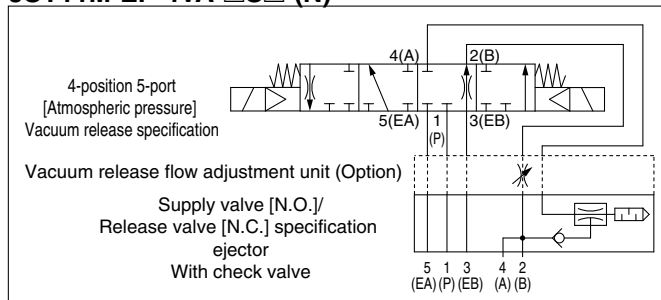 4(A) 2(B)
4-position 5-port
[Atmospheric pressure]
Vacuum release specification
5(EA) 1 3(EB)
(P)
Vacuum release flow adjustment unit (Option)
Supply valve [N.O.]/
Release valve [N.C.] specification
ejector
With check valve
5 1 3 4 2
(EA) (P) (EB) (A) (B)